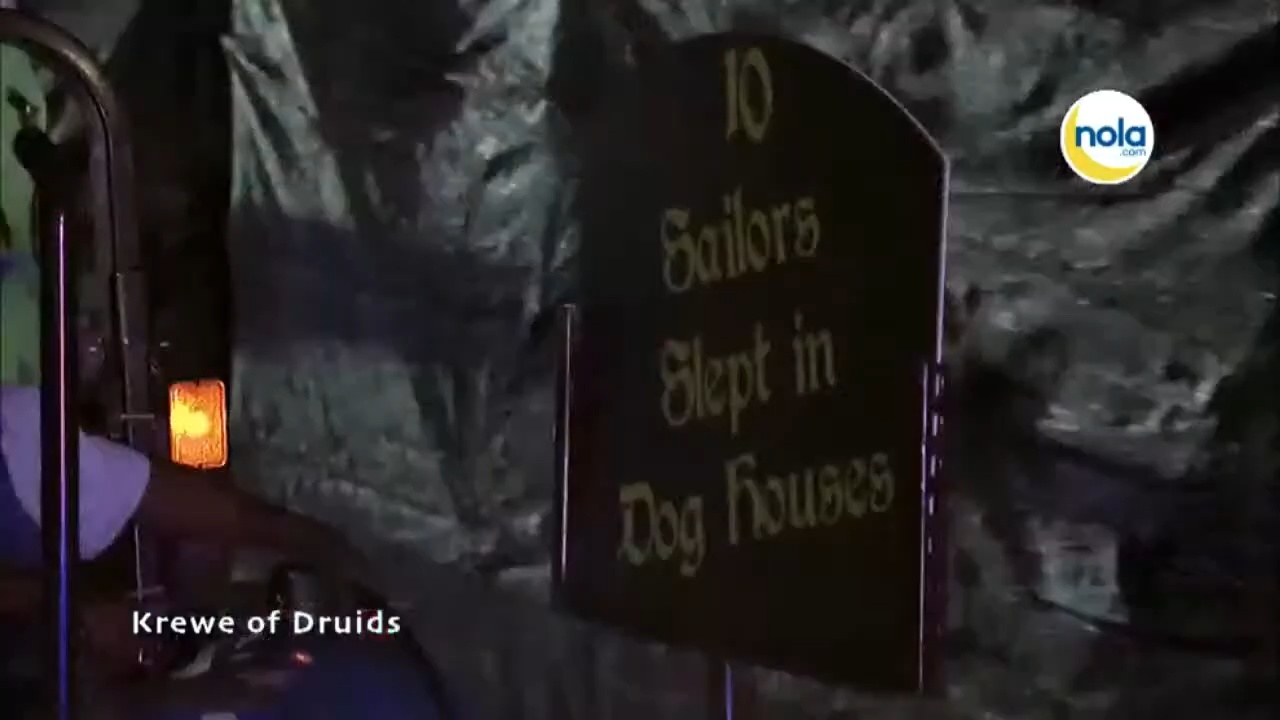 10
Sailors
Slept in
Dog Houses
nola
.com
Krewe of Druids